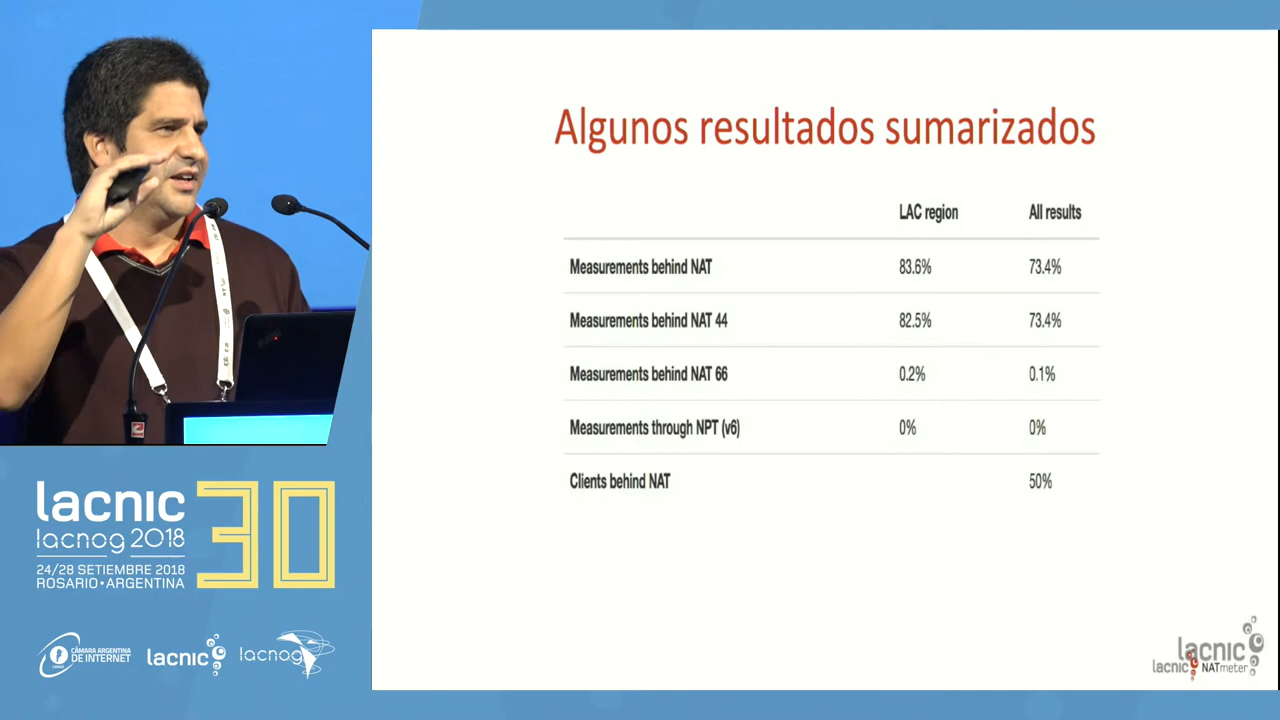 Algunos resultados sumarizados
LAC region All results
Measurements behind NAT 83.6% 73.4%
Measurements behind NAT 44 82.5% 73.4%
Measurements behind NAT 66 0.2% 0.1%
Measurements through NPT (v6) 0% 0%
Clients behind NAT 50%
lacnic 30
lacnog 2018
24/28 SETIEMBRE 2018
ROSARIO•ARGENTINA
CÁMARA ARGENTINA
DE INTERNET
lacnic
lacnog
lacnic
lacnic NATmeter